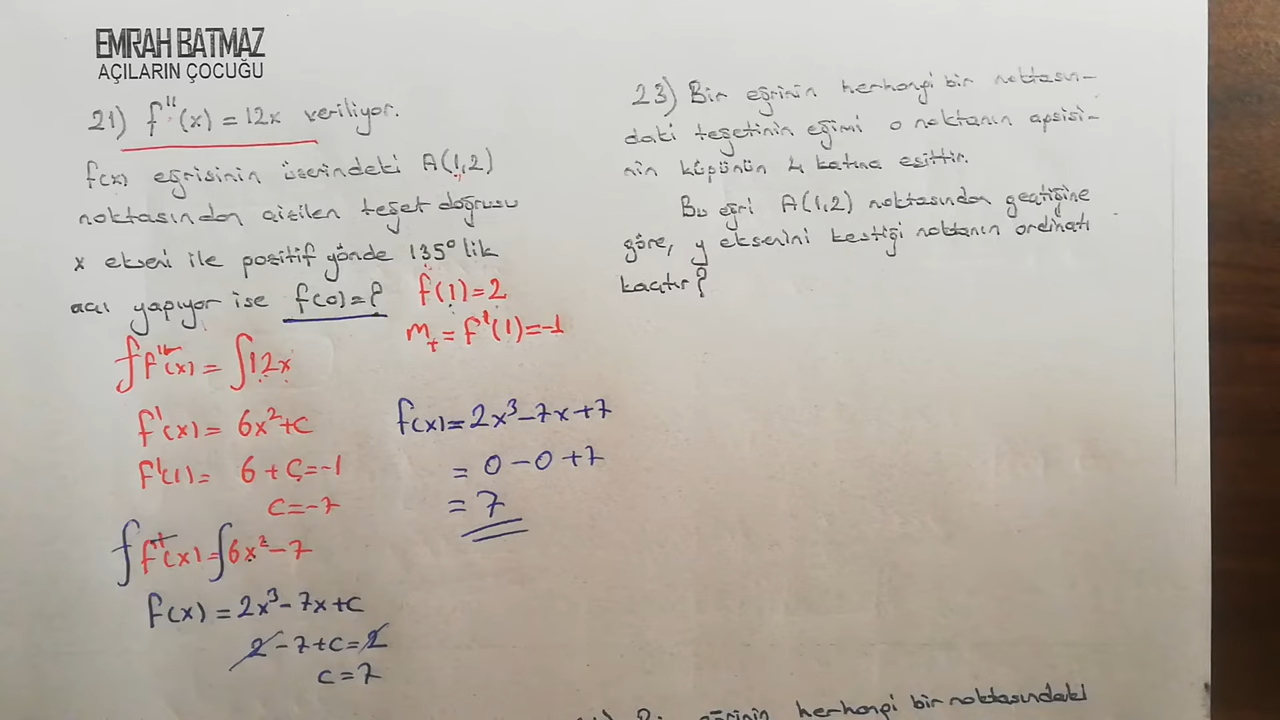 EMRAH BATMAZ
AÇILARIN ÇOCUĞU
21) f''(x) = 12x veriliyor.
f(x) eğrisinin üzerindeki A(1,2)
noktasından çizilen teğet doğrusu
x ekseni ile pozitif yönde 135° lik
açı yapıyor ise f(0)=?
f(1)=2
m_t = f'(1)=-1
∫f''(x) = ∫12x
f'(x) = 6x²+c
f'(1) = 6+c=-1
c=-7
∫f'(x) = ∫6x²-7
f(x) = 2x³-7x+c
2-7+c=2
c=7
f(x)=2x³-7x+7
= 0-0+7
= 7
23) Bir eğrinin herhangi bir noktasın-
daki teğetinin eğimi o noktanın apsisi-
nin küpünün 4 katına eşittir.
Bu eğri A(1,2) noktasından geçtiğine
göre, y eksenini kestiği noktanın ordinatı
kaçtır?
eğrinin herhangi bir noktasındaki